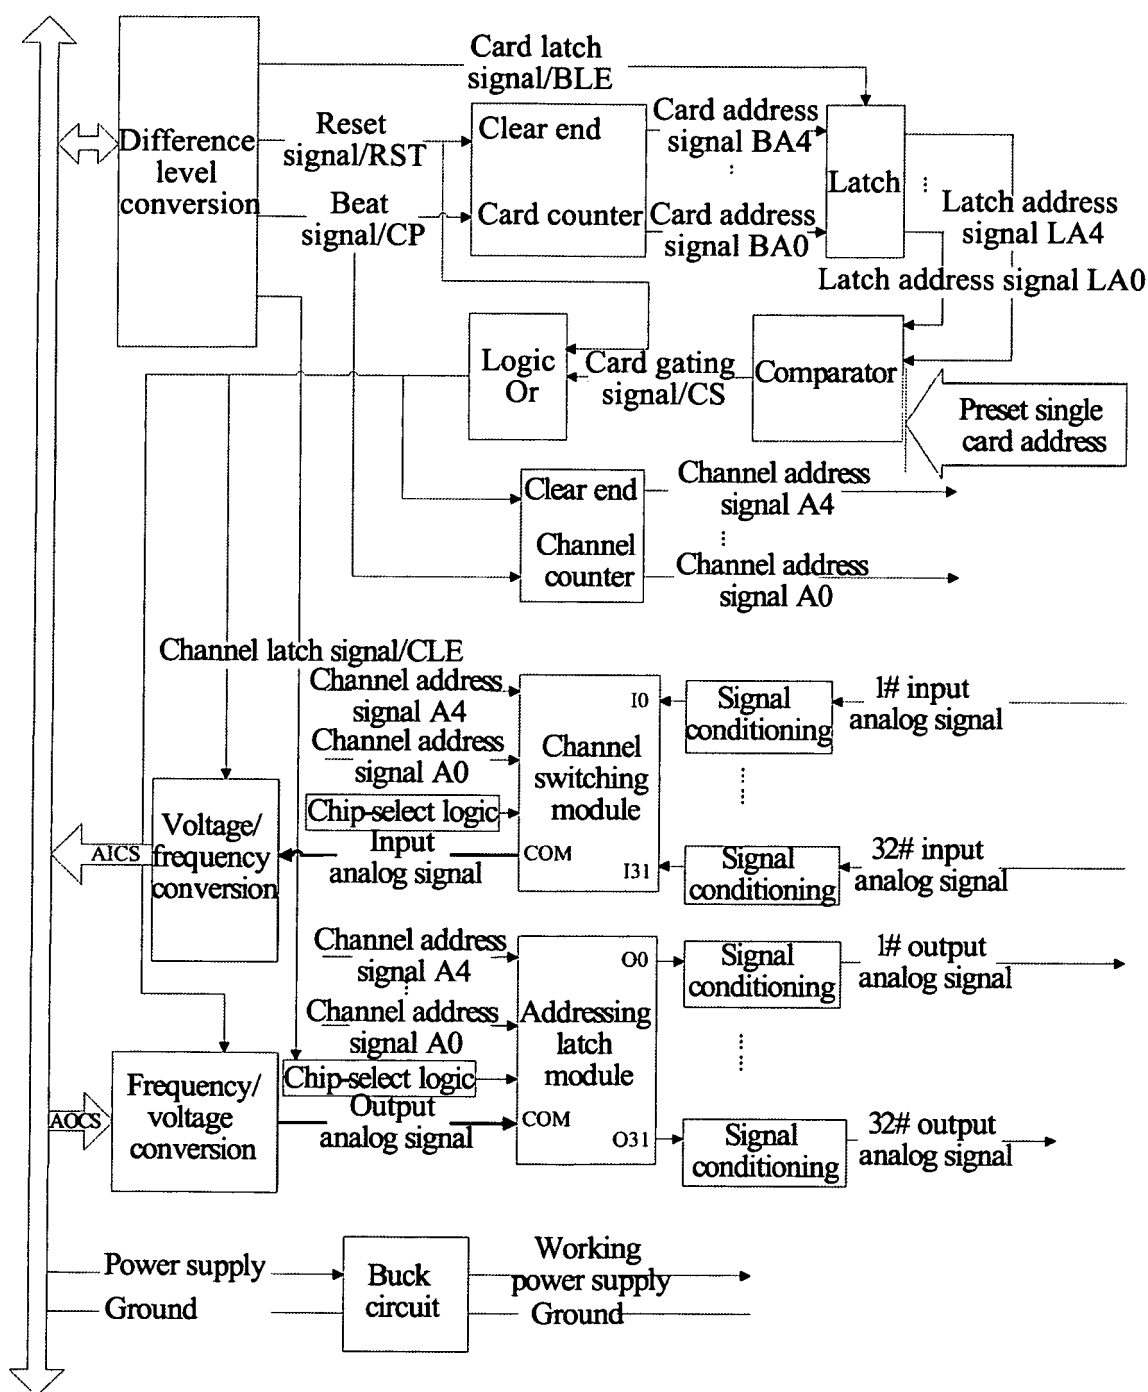 Card latch
signal/BLE
Difference
level
conversion
Reset
signal/RST
Clear end
Card address
signal BA4
Latch
Beat
signal/CP
Card counter
Card address
signal BA0
Latch address
signal LA4
Latch address signal LA0
Logic
Or
Card gating
signal/CS
Comparator
Preset single
card address
Clear end
Channel address
signal A4
Channel
counter
Channel address
signal A0
Channel latch signal/CLE
Channel address
signal A4
Channel address
signal A0
Chip-select logic
Input
analog signal
I0
Channel
switching
module
COM
I31
Signal
conditioning
1# input
analog signal
Signal
conditioning
32# input
analog signal
AICS
Voltage/
frequency
conversion
Channel address
signal A4
Channel address
signal A0
Chip-select logic
Output
analog signal
O0
Addressing
latch
module
COM
O31
Signal
conditioning
1# output
analog signal
Signal
conditioning
32# output
analog signal
AOCS
Frequency/
voltage
conversion
Power supply
Ground
Buck
circuit
Working
power supply
Ground